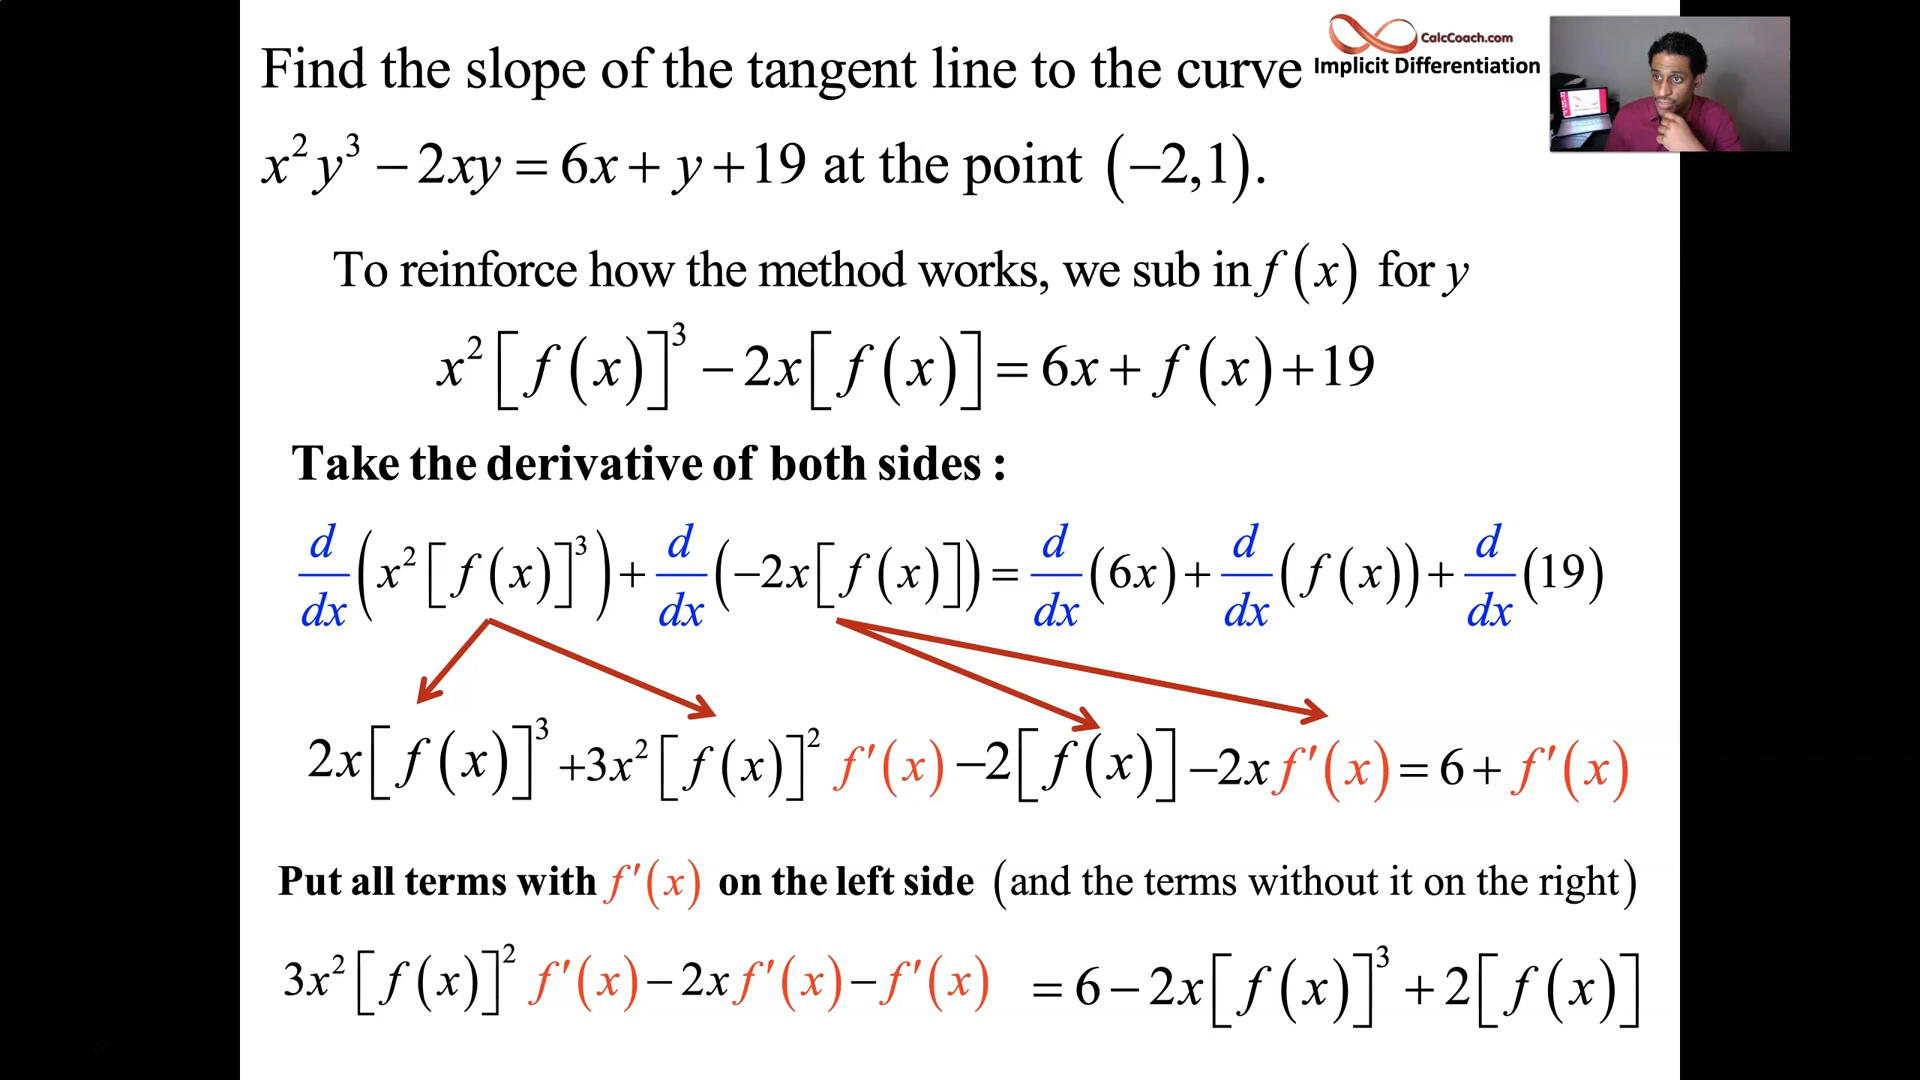 Find the slope of the tangent line to the curve
CalcCoach.com
Implicit Differentiation
x²y³ − 2xy = 6x + y + 19 at the point (−2,1).
To reinforce how the method works, we sub in f(x) for y
x²[f(x)]³ − 2x[f(x)] = 6x + f(x) + 19
Take the derivative of both sides :
d/dx(x²[f(x)]³) + d/dx(−2x[f(x)]) = d/dx(6x) + d/dx(f(x)) + d/dx(19)
2x[f(x)]³ +3x²[f(x)]² f′(x) −2[f(x)] −2x f′(x) = 6 + f′(x)
Put all terms with f′(x) on the left side (and the terms without it on the right)
3x²[f(x)]² f′(x) − 2x f′(x) − f′(x) = 6 − 2x[f(x)]³ + 2[f(x)]